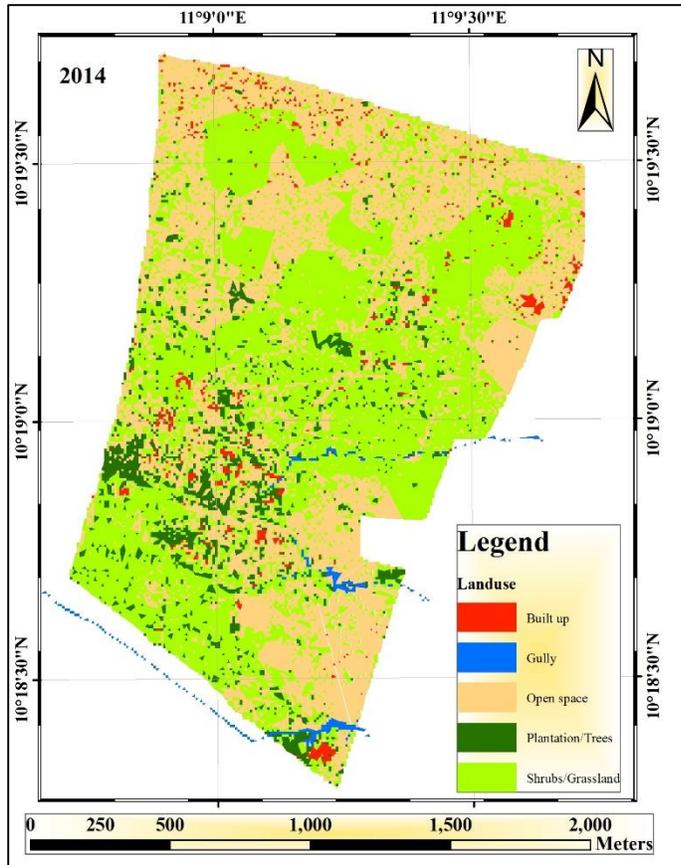 11°9'0"E
11°9'30"E
2014
N
10°19'30"N
10°19'30"N
10°19'0"N
10°19'0"N
10°18'30"N
10°18'30"N
Legend
Landuse
Built up
Gully
Open space
Plantation/Trees
Shrubs/Grassland
0 250 500 1,000 1,500 2,000
Meters